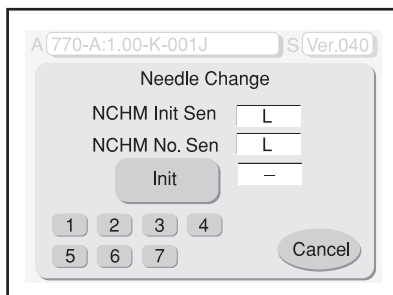 A 770-A:1.00-K-001J S Ver.040
Needle Change
NCHM Init Sen L
NCHM No. Sen L
Init –
1 2 3 4
5 6 7
Cancel